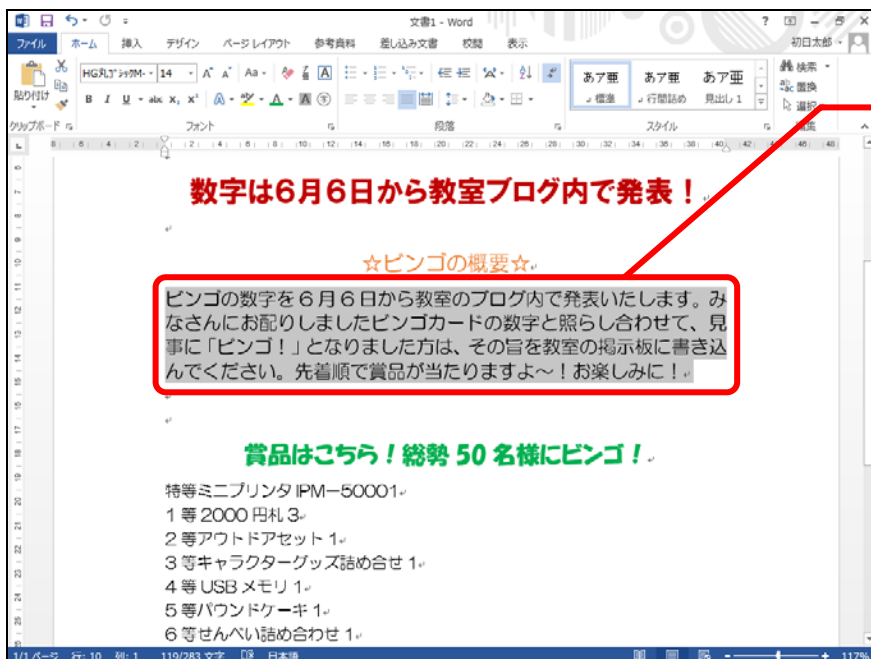 文書1 - Word
ファイル ホーム 挿入 デザイン ページレイアウト 参考資料 差し込み文書 校閲 表示 初日太郎
貼り付け
14
検索
置換
選択
あア亜 あア亜 あア亜
標準 行間詰め 見出し 1
クリップボード フォント 段落 スタイル 編集
数字は6月6日から教室ブログ内で発表！
☆ビンゴの概要☆
ビンゴの数字を６月６日から教室のブログ内で発表いたします。み
なさんにお配りしましたビンゴカードの数字と照らし合わせて、見
事に「ビンゴ！」となりました方は、その旨を教室の掲示板に書き込
んでください。先着順で賞品が当たりますよ～！お楽しみに！
賞品はこちら！総勢 50 名様にビンゴ！
特等ミニプリンタ IPM－50001
１等 2000 円札 3
２等アウトドアセット 1
３等キャラクターグッズ詰め合せ 1
４等 USB メモリ 1
５等パウンドケーキ 1
６等せんべい詰め合わせ 1
1/1 ページ 行: 10 列: 1 119/283 文字 日本語 117%